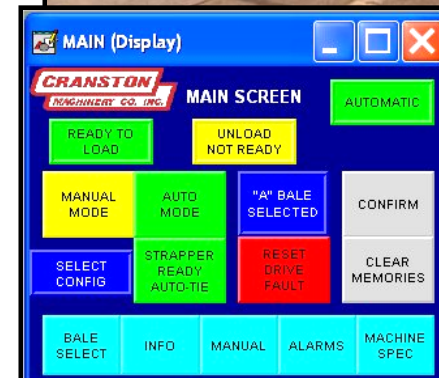 MAIN (Display)
CRANSTON
MACHINERY CO. INC.
MAIN SCREEN
AUTOMATIC
READY TO
LOAD
UNLOAD
NOT READY
MANUAL
MODE
AUTO
MODE
"A" BALE
SELECTED
CONFIRM
SELECT
CONFIG
STRAPPER
READY
AUTO-TIE
RESET
DRIVE
FAULT
CLEAR
MEMORIES
BALE
SELECT
INFO
MANUAL
ALARMS
MACHINE
SPEC